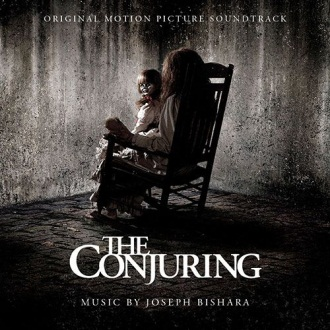 ORIGINAL MOTION PICTURE SOUNDTRACK
THE
CONJURING
MUSIC BY JOSEPH BISHARA